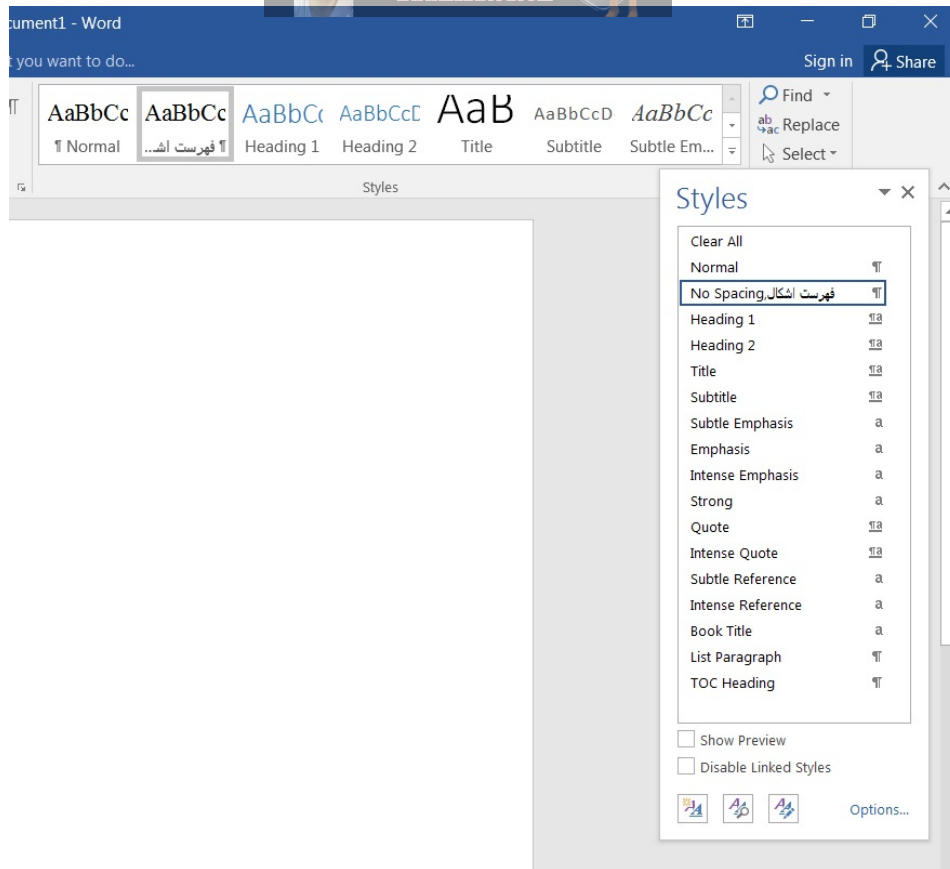 cument1 - Word
t you want to do...
Sign in
Share
AaBbCc AaBbCc AaBbC AaBbCcD AaB AaBbCcD AaBbCc
¶ Normal
¶ فهرست اشـ...
Heading 1
Heading 2
Title
Subtitle
Subtle Em...
Find
Replace
Select
Styles
Styles
Clear All
Normal ¶
No Spacing,فهرست اشکال ¶
Heading 1 ¶a
Heading 2 ¶a
Title ¶a
Subtitle ¶a
Subtle Emphasis a
Emphasis a
Intense Emphasis a
Strong a
Quote ¶a
Intense Quote ¶a
Subtle Reference a
Intense Reference a
Book Title a
List Paragraph ¶
TOC Heading ¶
Show Preview
Disable Linked Styles
Options...